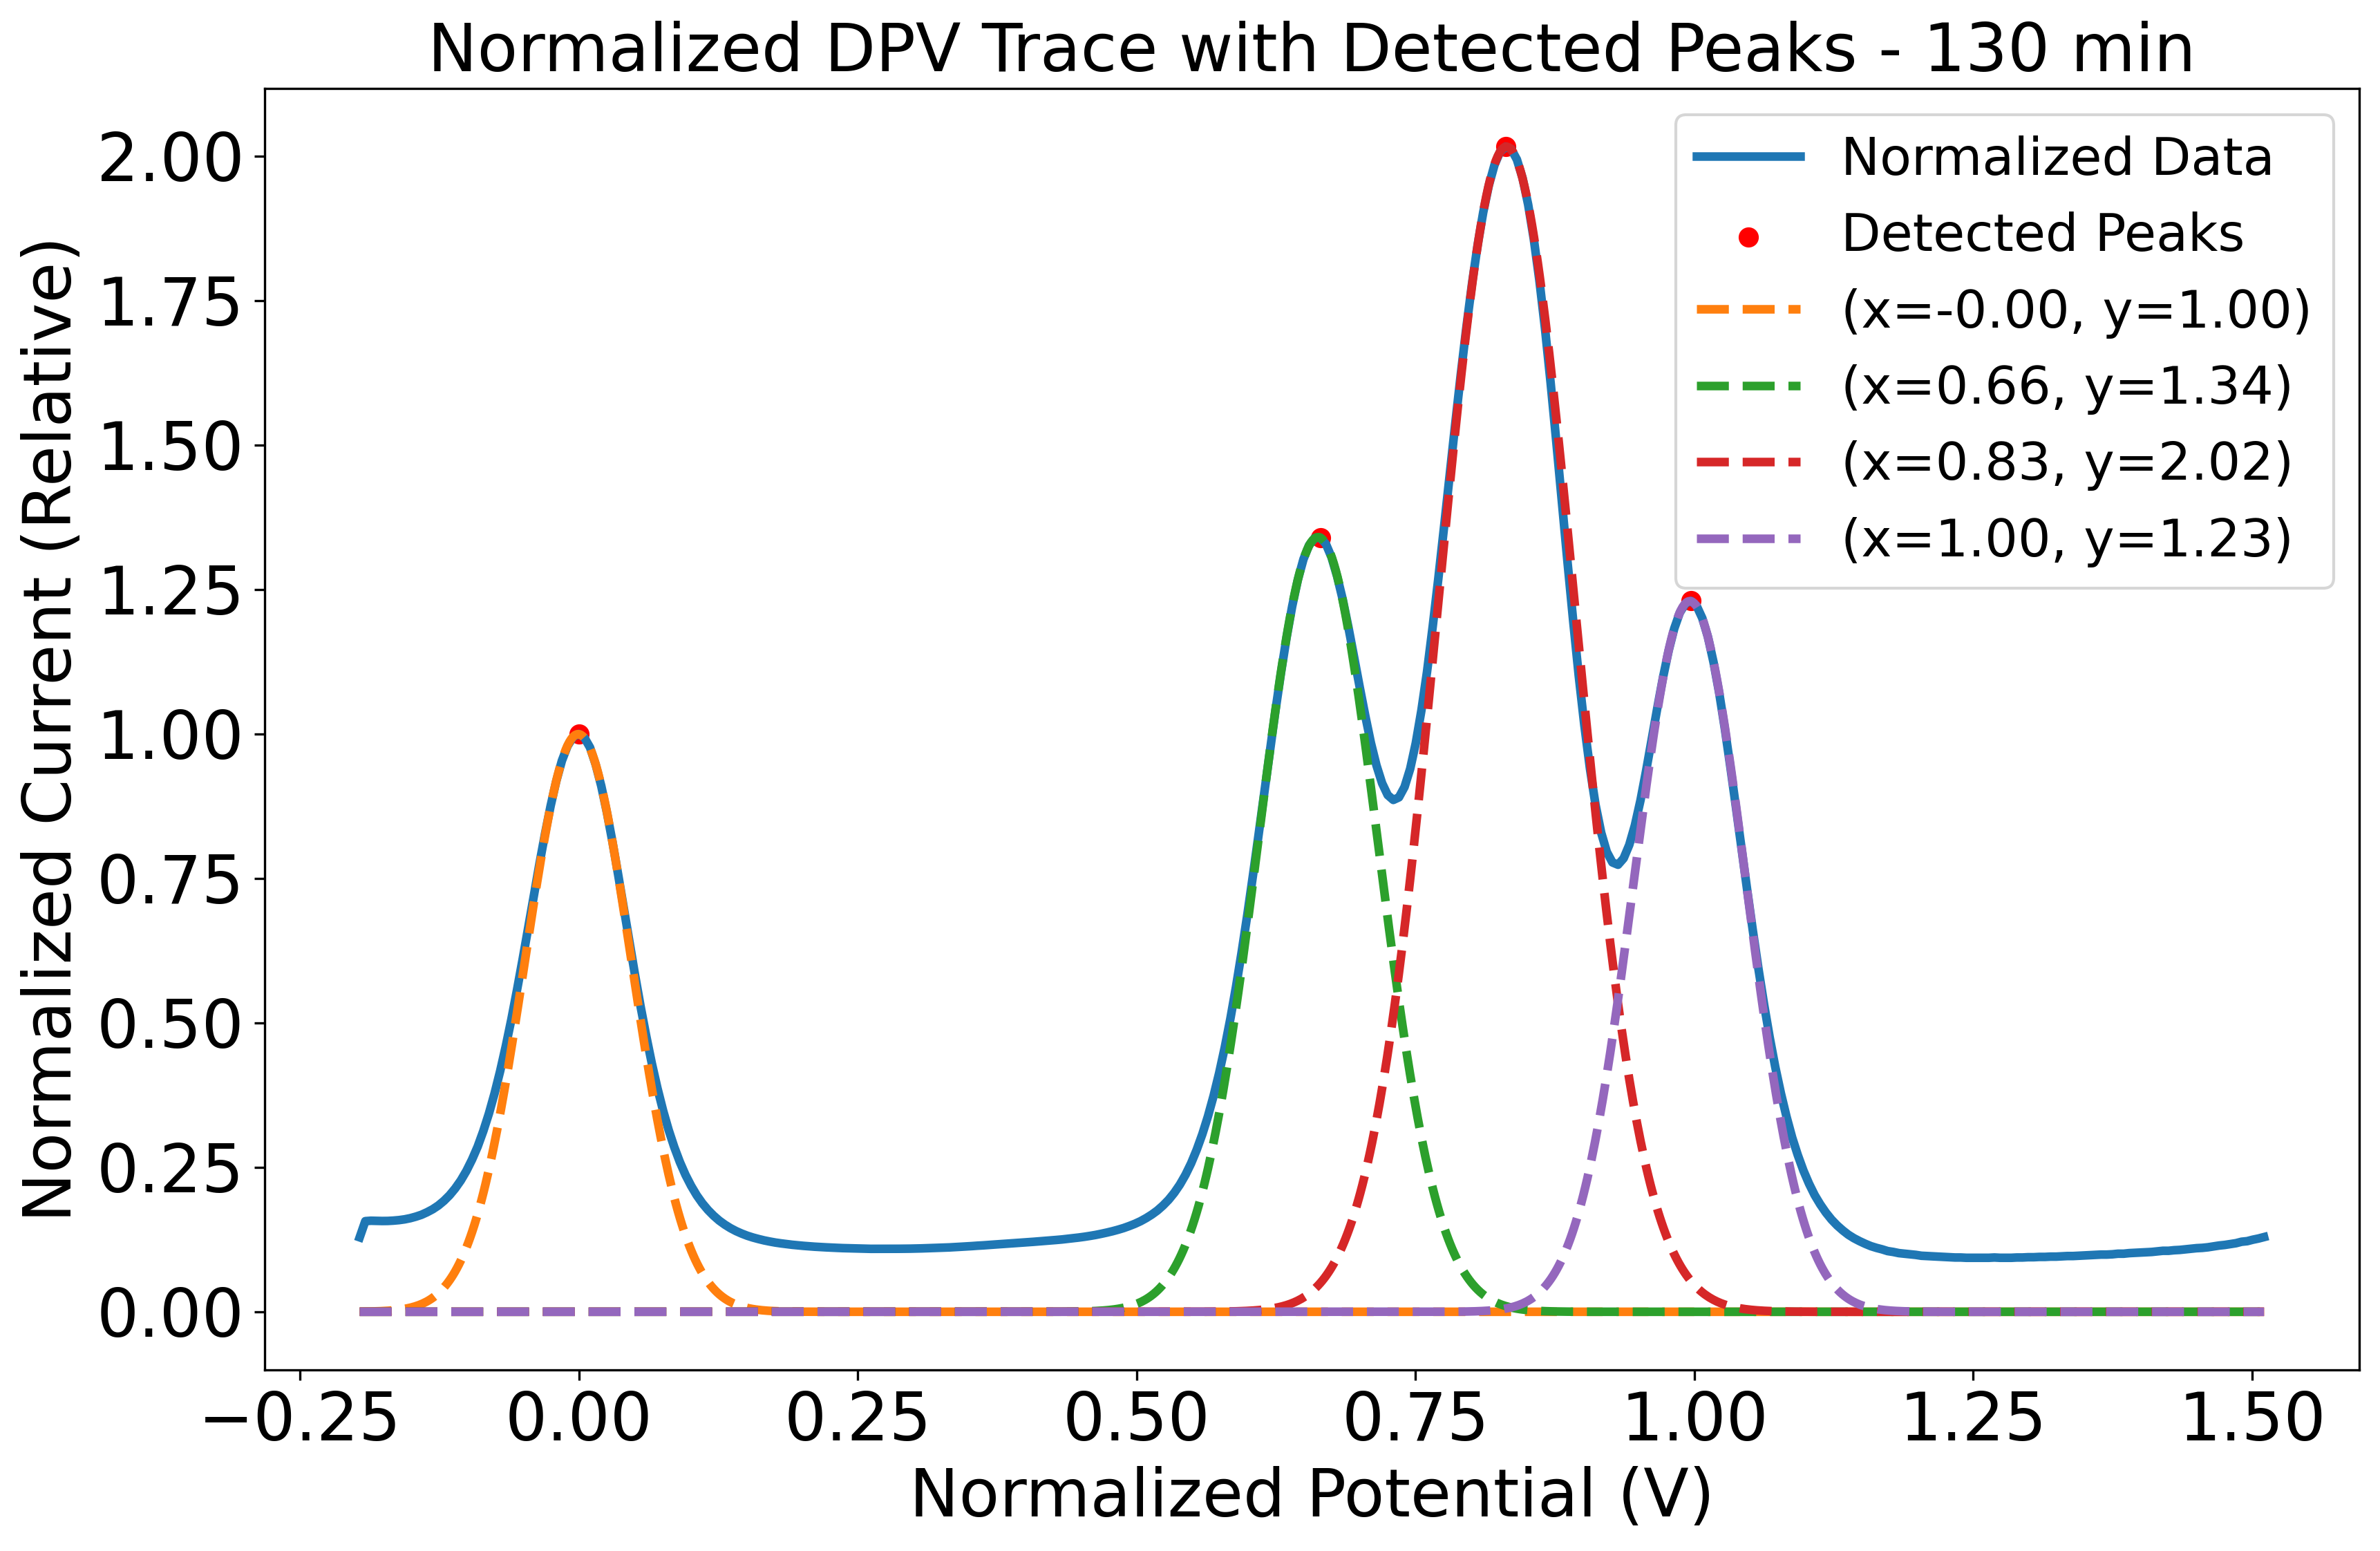 Normalized DPV Trace with Detected Peaks - 130 min
Normalized Current (Relative)
2.00
1.75
1.50
1.25
1.00
0.75
0.50
0.25
0.00
Normalized Data
Detected Peaks
(x=-0.00, y=1.00)
(x=0.66, y=1.34)
(x=0.83, y=2.02)
(x=1.00, y=1.23)
−0.25 0.00 0.25 0.50 0.75 1.00 1.25 1.50
Normalized Potential (V)